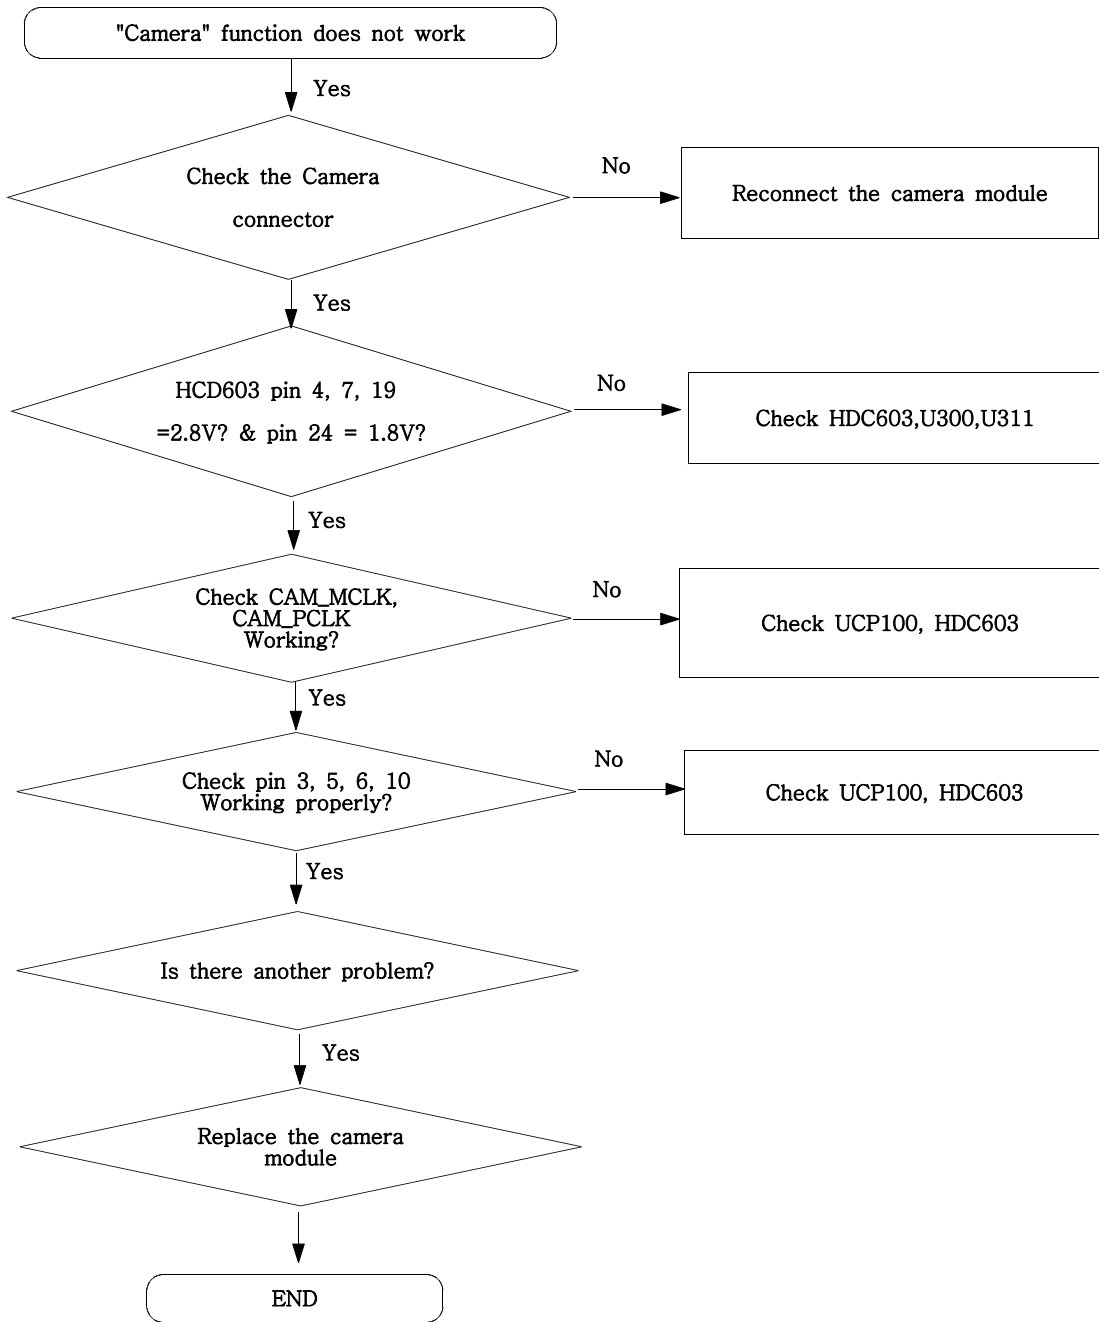 "Camera" function does not work
Yes
Check the Camera
connector
No
Reconnect the camera module
Yes
HCD603 pin 4, 7, 19
=2.8V? & pin 24 = 1.8V?
No
Check HDC603,U300,U311
Yes
Check CAM_MCLK,
CAM_PCLK
Working?
No
Check UCP100, HDC603
Yes
Check pin 3, 5, 6, 10
Working properly?
No
Check UCP100, HDC603
Yes
Is there another problem?
Yes
Replace the camera
module
END